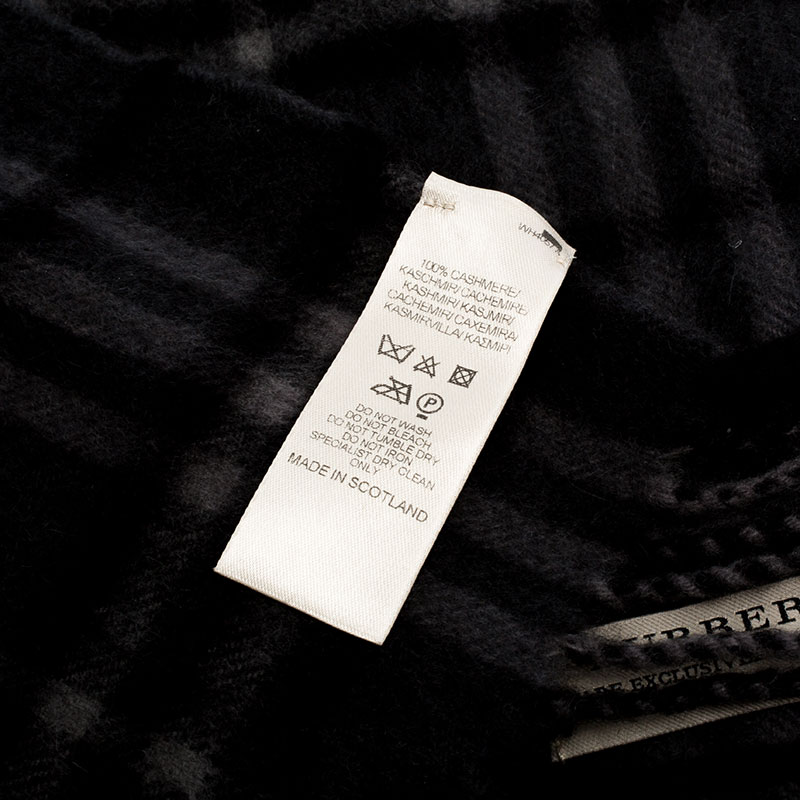 100% CASHMERE/
KASCHMIR/ CACHEMIRE/
KASHMIR/ KASJMIR/
CACHEMIR/ CAXEMIRA/
KASMIRVILLA/ ΚΑΣΜΙΡΙ
P
DO NOT WASH
DO NOT BLEACH
DO NOT TUMBLE DRY
DO NOT IRON
SPECIALIST DRY CLEAN
ONLY
MADE IN SCOTLAND